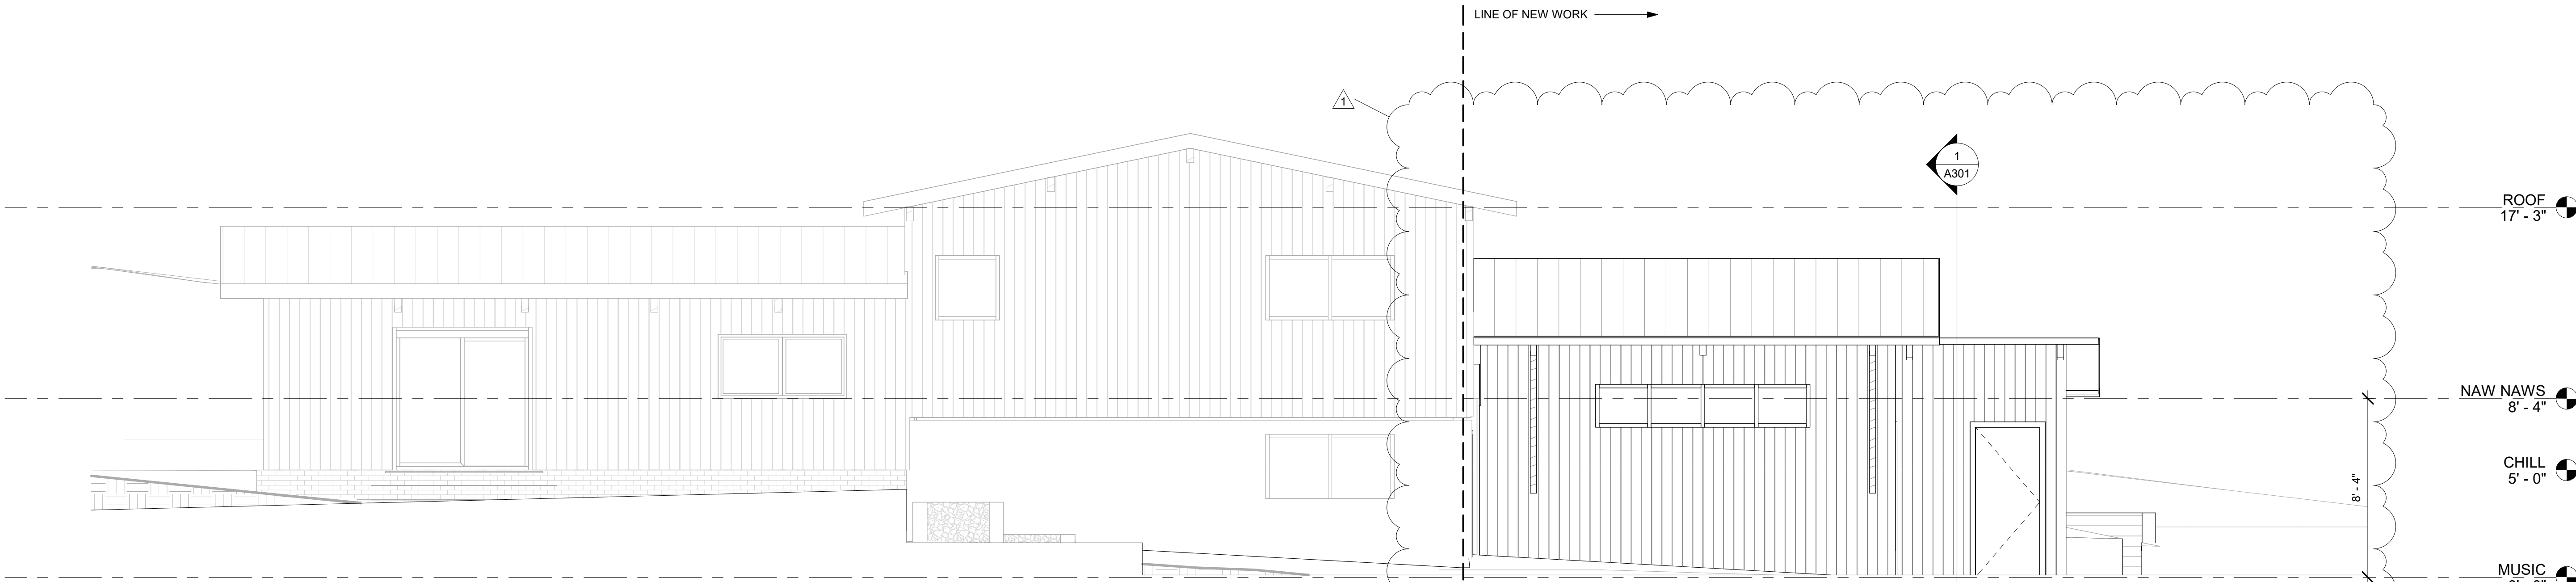 LINE OF NEW WORK
1
1
A301
ROOF
17' - 3"
NAW NAWS
8' - 4"
CHILL
5' - 0"
8' - 4"
MUSIC